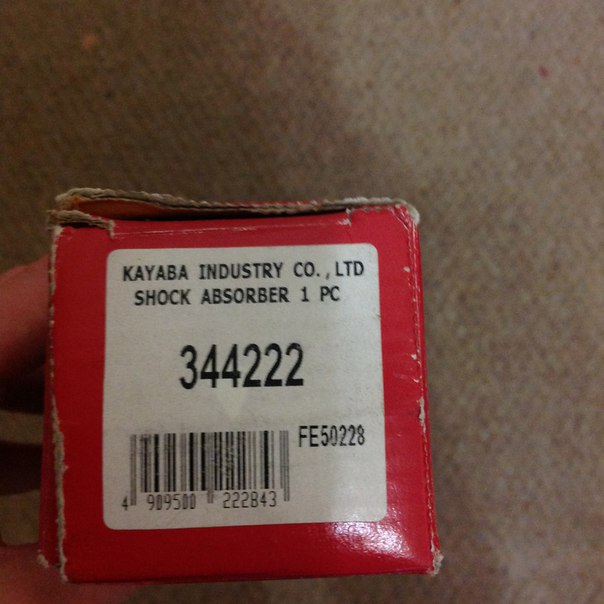 KAYABA INDUSTRY CO.,LTD
SHOCK ABSORBER 1 PC
344222
FE50228
4 909500 222843